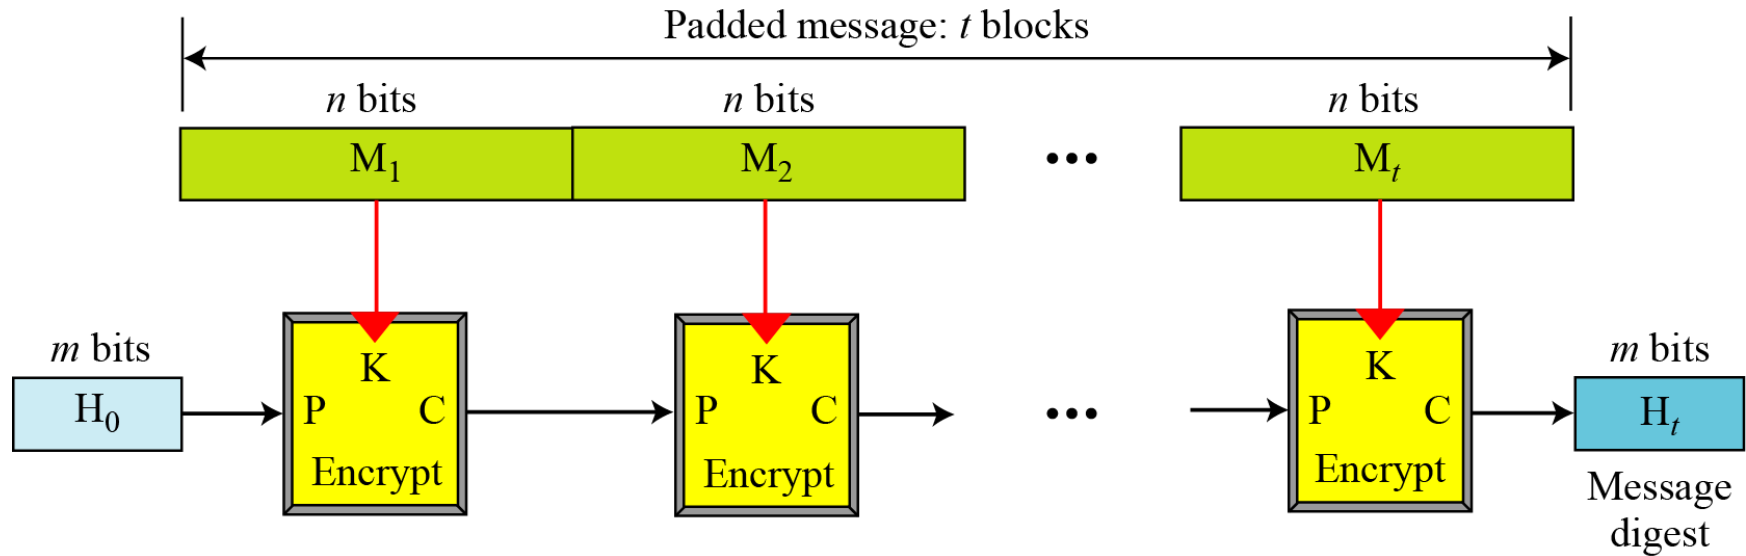 Padded message: t blocks
n bits
n bits
n bits
M1
M2
...
Mt
m bits
H0
K
P C
Encrypt
K
P C
Encrypt
...
K
P C
Encrypt
m bits
Ht
Message
digest